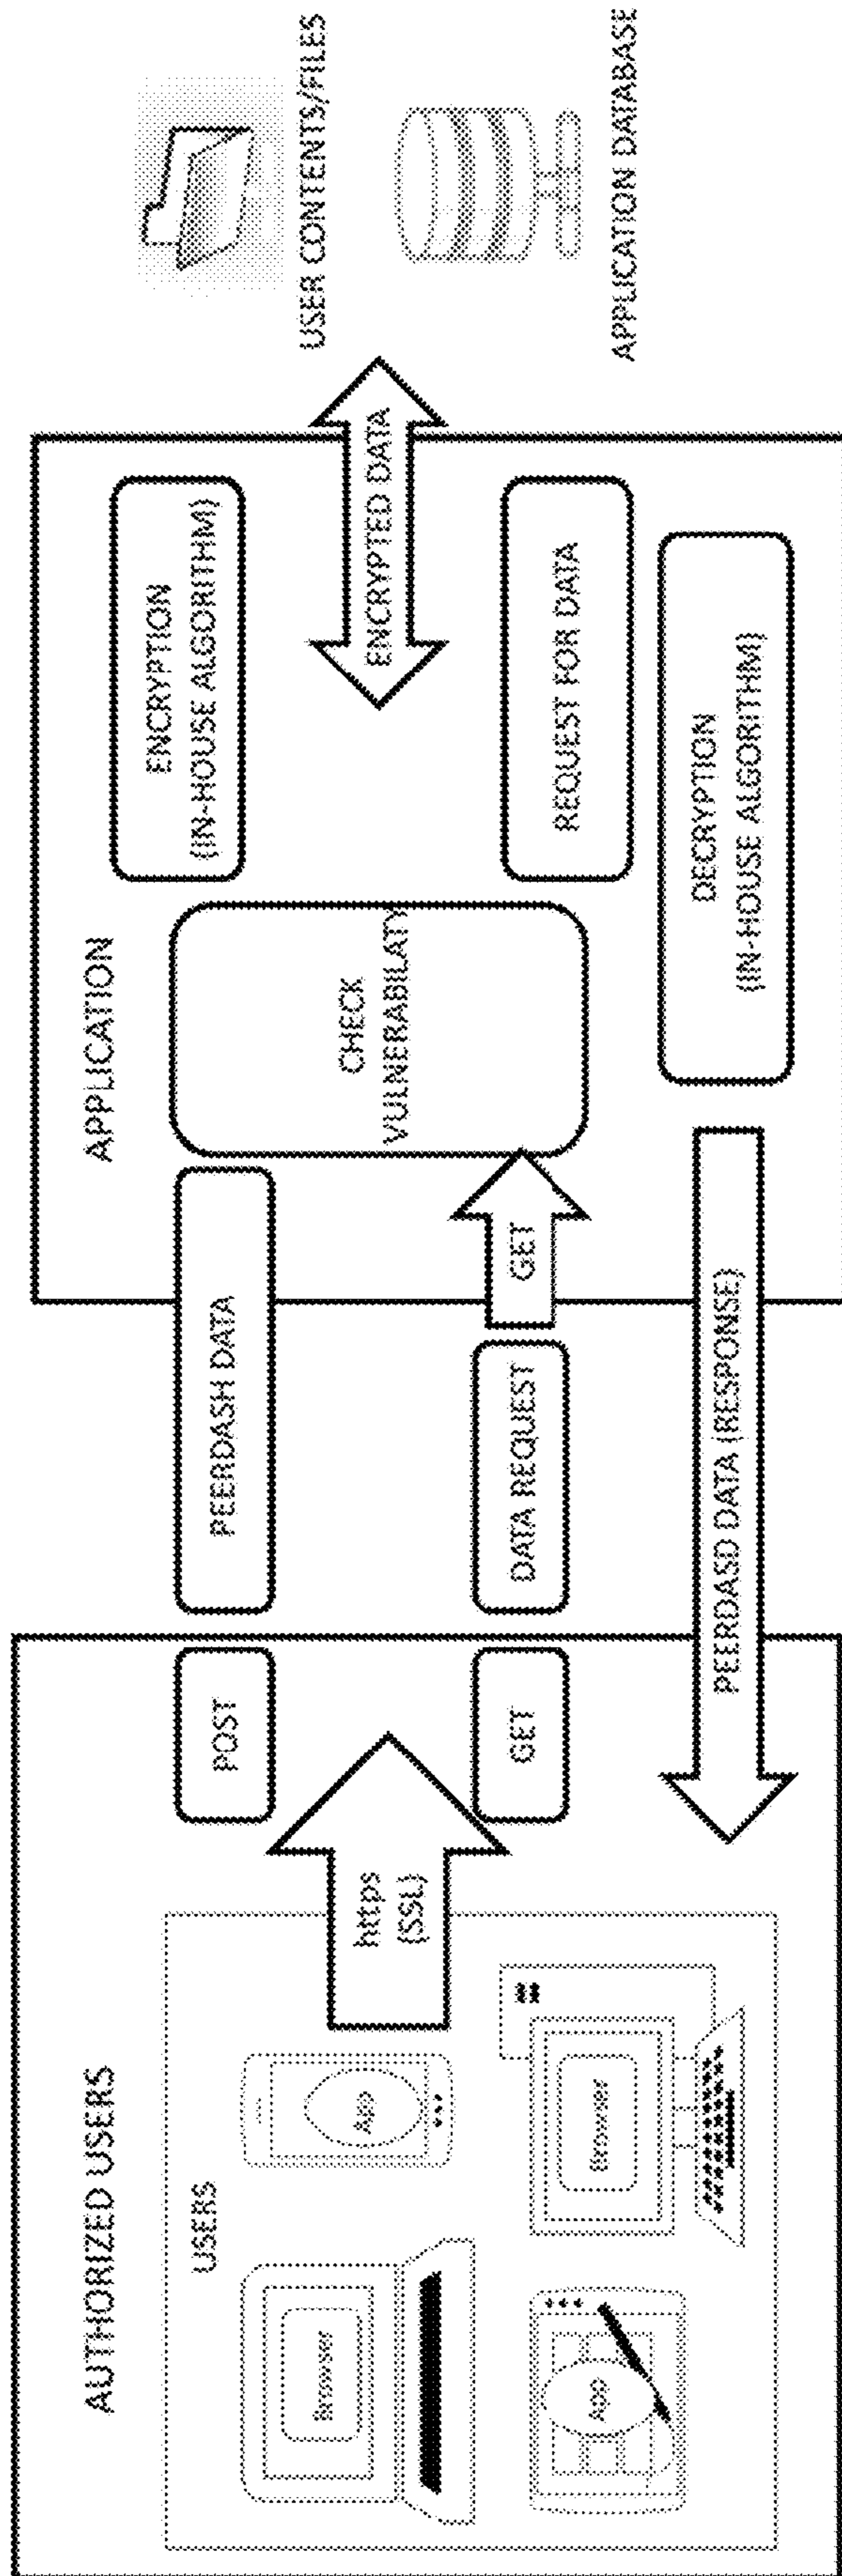 AUTHORIZED USERS
USERS
Browser
App
App
Browser
https
(SSL)
POST
GET
PEERDASH DATA
DATA REQUEST
PEERDASD DATA (RESPONSE)
APPLICATION
GET
CHECK
VULNERABILATY
ENCRYPTION
(IN-HOUSE ALGORITHM)
ENCRYPTED DATA
REQUEST FOR DATA
DECRYPTION
(IN-HOUSE ALGORITHM)
USER CONTENTS/FILES
APPLICATION DATABASE